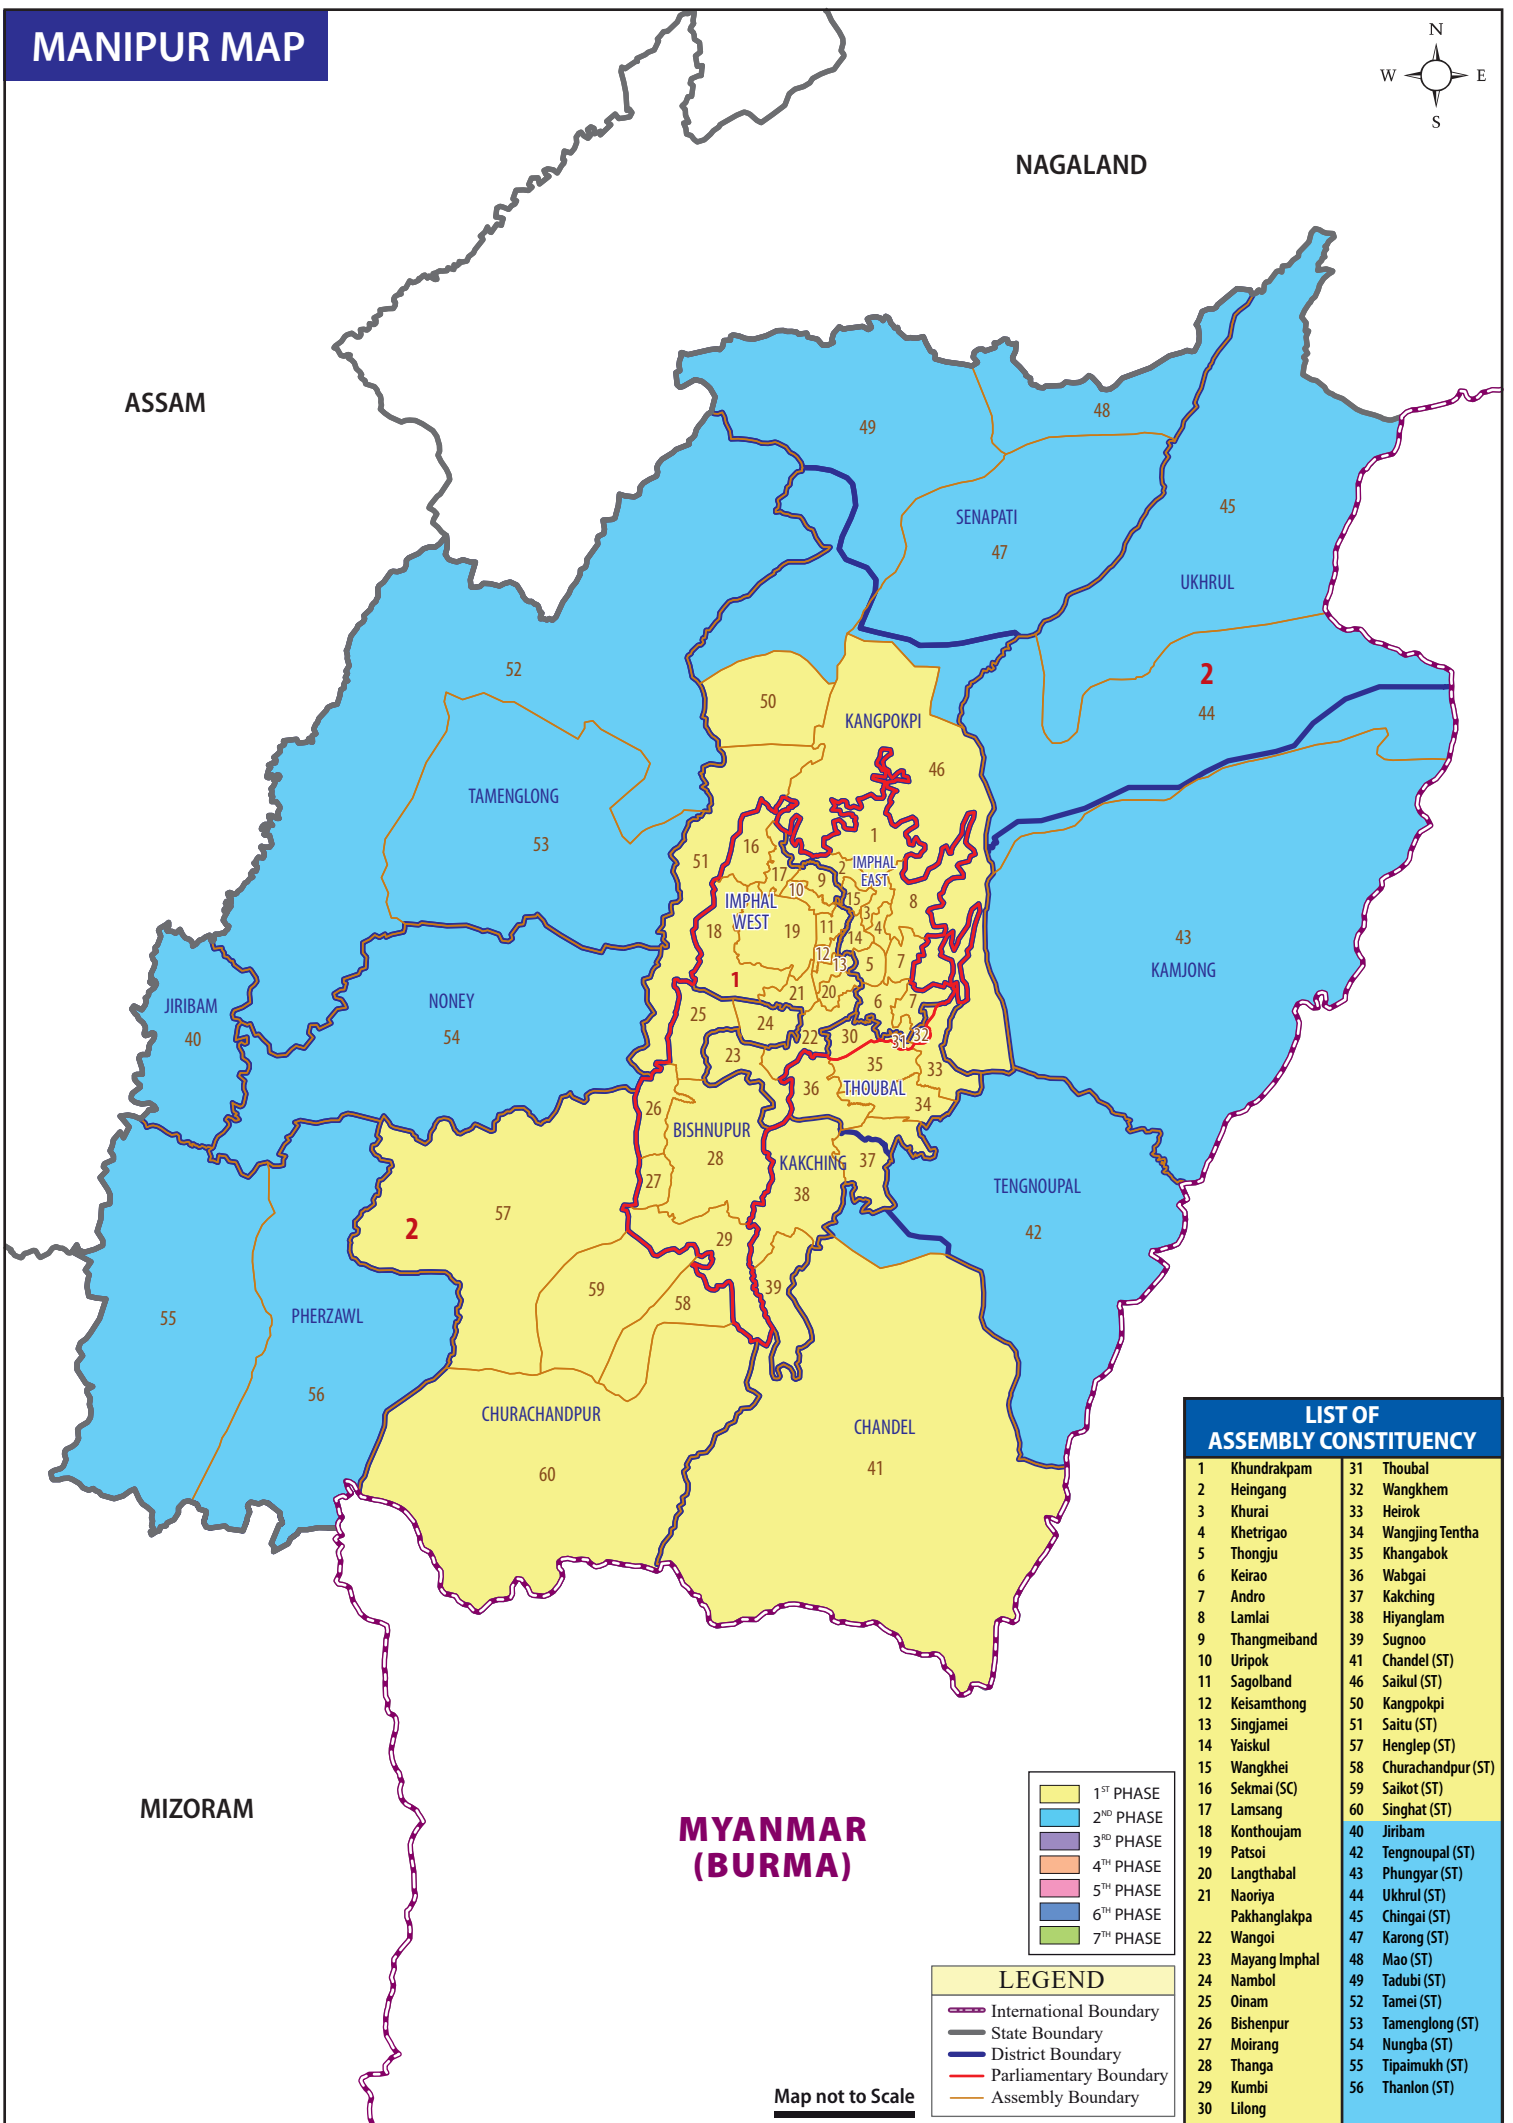 MANIPUR MAP
N
W E
S
NAGALAND
ASSAM
48
49
45
SENAPATI
47
UKHRUL
52
2
50
44
KANGPOKPI
46
TAMENGLONG
1
53
16
51
2
IMPHAL
EAST
17
9
10
15
8
IMPHAL
WEST
3
4
18
19
11
14
43
12
13
5
7
KAMJONG
1
21
20
NONEY
6
7
JIRIBAM
25
24
40
54
22
30
31
32
23
35
33
36
THOUBAL
26
34
BISHNUPUR
28
KAKCHING
37
27
38
TENGNOUPAL
57
2
29
42
59
39
58
55
PHERZAWL
56
CHURACHANDPUR
CHANDEL
60
41
MIZORAM
MYANMAR
(BURMA)
1ST PHASE
2ND PHASE
3RD PHASE
4TH PHASE
5TH PHASE
6TH PHASE
7TH PHASE
LEGEND
International Boundary
State Boundary
District Boundary
Parliamentary Boundary
Assembly Boundary
Map not to Scale
LIST OF
ASSEMBLY CONSTITUENCY
1 Khundrakpam
2 Heingang
3 Khurai
4 Khetrigao
5 Thongju
6 Keirao
7 Andro
8 Lamlai
9 Thangmeiband
10 Uripok
11 Sagolband
12 Keisamthong
13 Singjamei
14 Yaiskul
15 Wangkhei
16 Sekmai (SC)
17 Lamsang
18 Konthoujam
19 Patsoi
20 Langthabal
21 Naoriya
Pakhanglakpa
22 Wangoi
23 Mayang Imphal
24 Nambol
25 Oinam
26 Bishenpur
27 Moirang
28 Thanga
29 Kumbi
30 Lilong
31 Thoubal
32 Wangkhem
33 Heirok
34 Wangjing Tentha
35 Khangabok
36 Wabgai
37 Kakching
38 Hiyanglam
39 Sugnoo
41 Chandel (ST)
46 Saikul (ST)
50 Kangpokpi
51 Saitu (ST)
57 Henglep (ST)
58 Churachandpur (ST)
59 Saikot (ST)
60 Singhat (ST)
40 Jiribam
42 Tengnoupal (ST)
43 Phungyar (ST)
44 Ukhrul (ST)
45 Chingai (ST)
47 Karong (ST)
48 Mao (ST)
49 Tadubi (ST)
52 Tamei (ST)
53 Tamenglong (ST)
54 Nungba (ST)
55 Tipaimukh (ST)
56 Thanlon (ST)